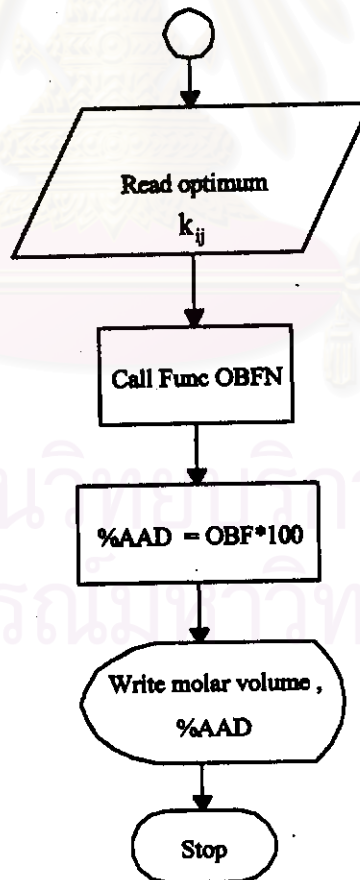 Read optimum
k_ij
Call Func OBFN
%AAD = OBF*100
Write molar volume ,
%AAD
Stop